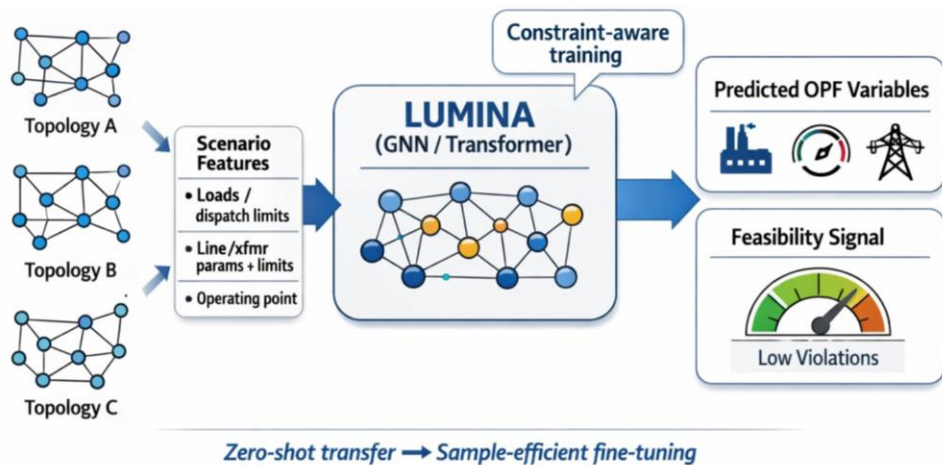 Topology A
Topology B
Topology C
Scenario
Features
• Loads /
dispatch limits
• Line/xfmr
params + limits
• Operating point
Constraint-aware
training
LUMINA
(GNN / Transformer)
Predicted OPF Variables
Feasibility Signal
Low Violations
Zero-shot transfer → Sample-efficient fine-tuning